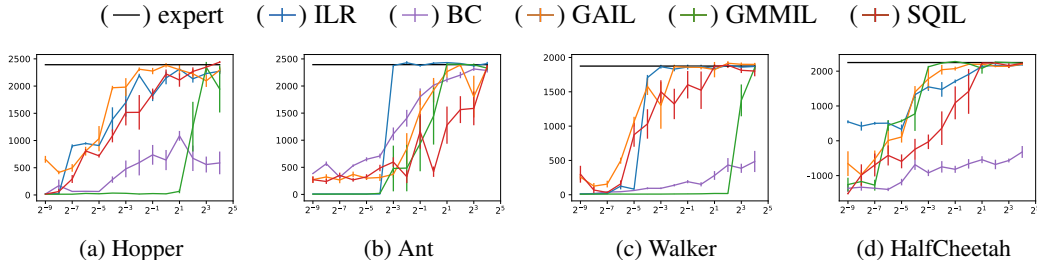 ( ) expert ( ) ILR ( ) BC ( ) GAIL ( ) GMMIL ( ) SQIL
2500 2500 2500 2000
2000 2000 2000
1500 1500 1500 1000
1000 1000 1000 0
500 500 500
0 0 0 -1000
2^-9 2^-7 2^-5 2^-3 2^-1 2^1 2^3 2^5 2^-9 2^-7 2^-5 2^-3 2^-1 2^1 2^3 2^5 2^-9 2^-7 2^-5 2^-3 2^-1 2^1 2^3 2^5 2^-9 2^-7 2^-5 2^-3 2^-1 2^1 2^3 2^5
(a) Hopper (b) Ant (c) Walker (d) HalfCheetah